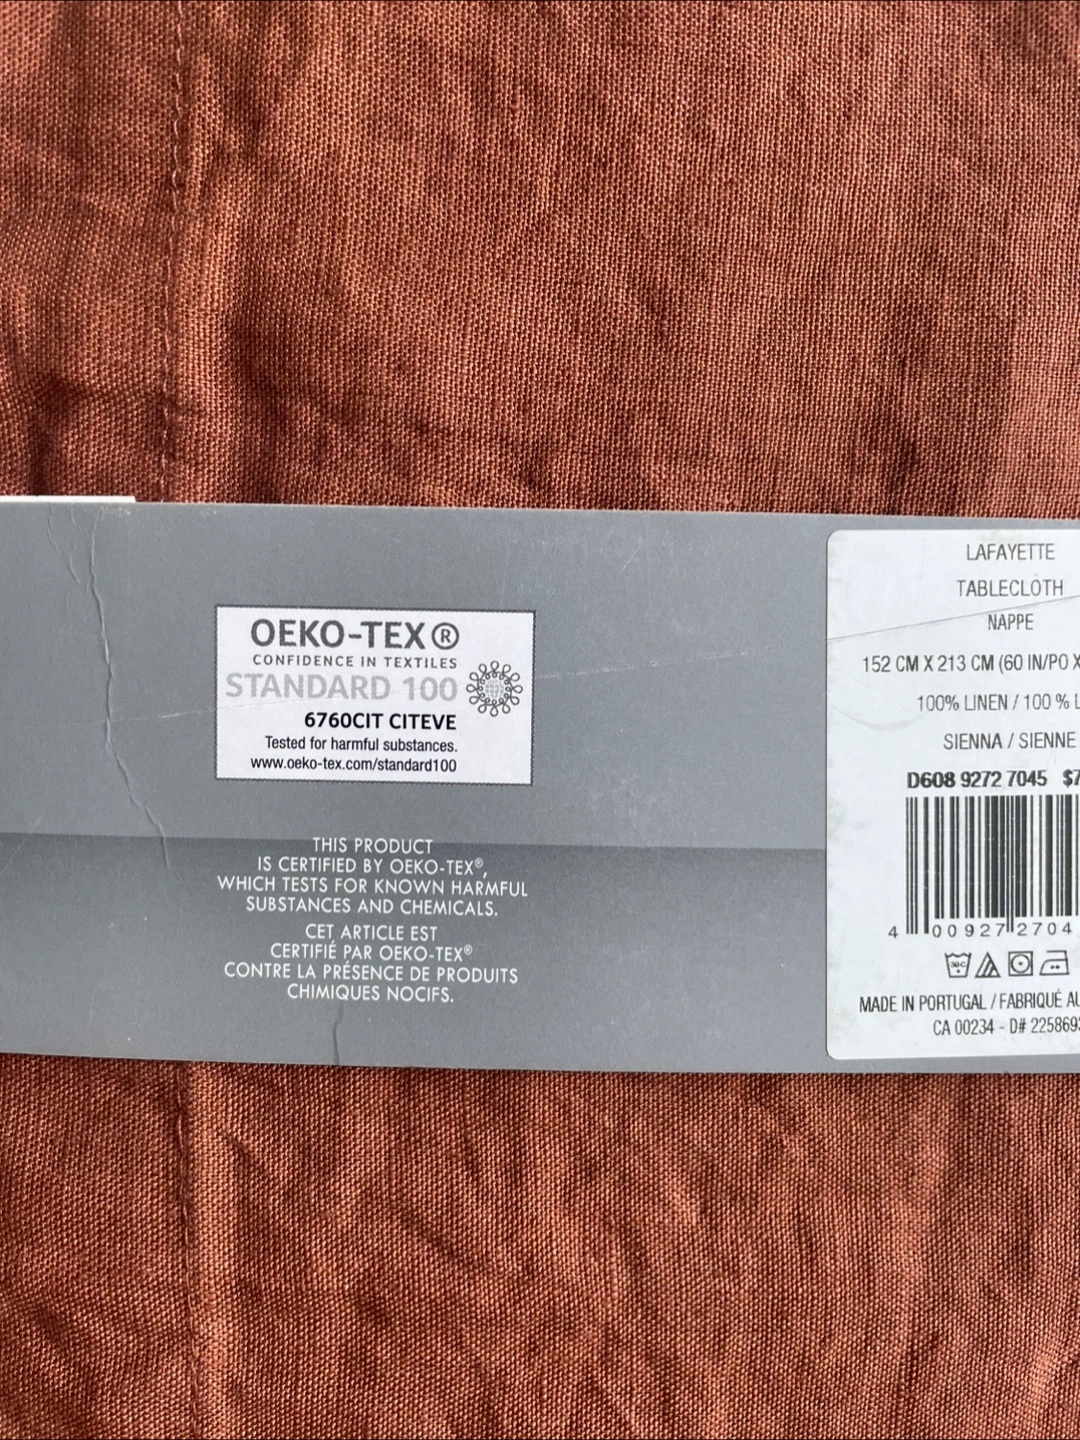 OEKO-TEX®
CONFIDENCE IN TEXTILES
STANDARD 100
6760CIT CITEVE
Tested for harmful substances.
www.oeko-tex.com/standard100
THIS PRODUCT
IS CERTIFIED BY OEKO-TEX®,
WHICH TESTS FOR KNOWN HARMFUL
SUBSTANCES AND CHEMICALS.
CET ARTICLE EST
CERTIFIÉ PAR OEKO-TEX®
CONTRE LA PRÉSENCE DE PRODUITS
CHIMIQUES NOCIFS.
LAFAYETTE
TABLECLOTH
NAPPE
152 CM X 213 CM (60 IN/PO X
100% LINEN / 100 % L
SIENNA / SIENNE
D608 9272 7045 $7
4 00927 2704
MADE IN PORTUGAL / FABRIQUÉ AU
CA 00234 - D# 225869